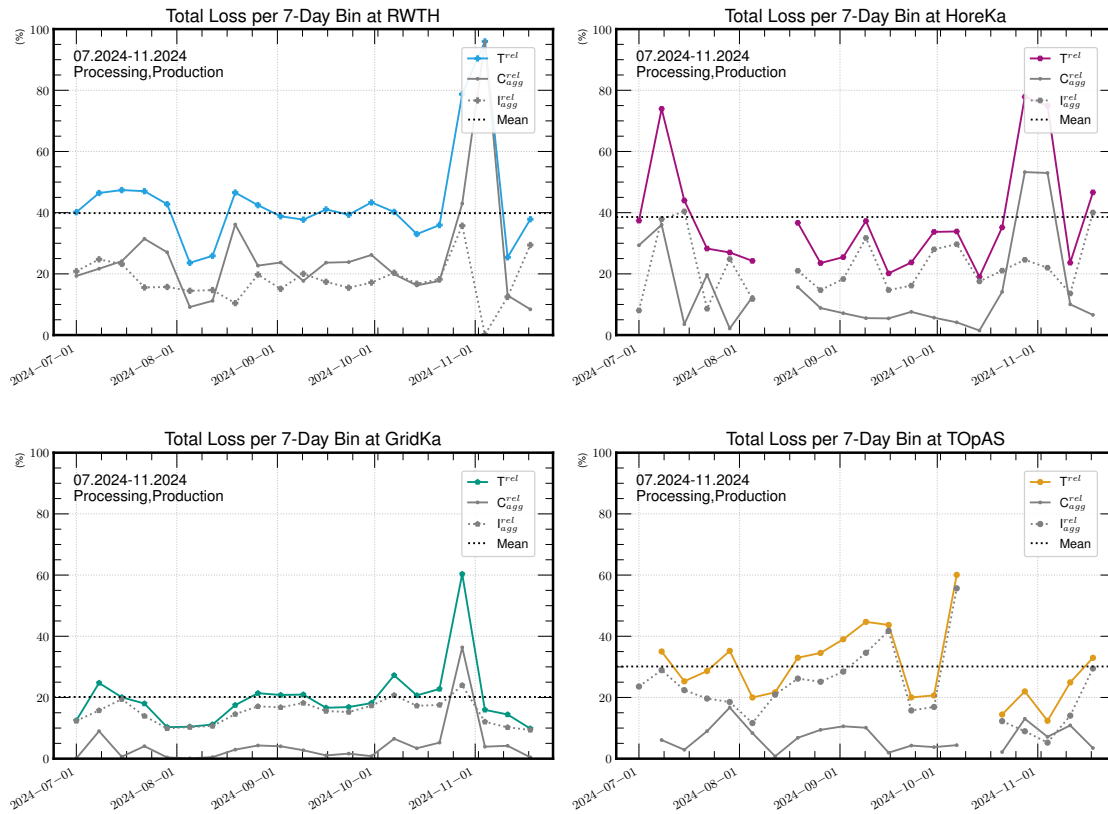 Total Loss per 7-Day Bin at RWTH
(%)
100
80
60
40
20
0
07.2024-11.2024
Processing,Production
T^rel
C^rel_agg
I^rel_agg
Mean
2024−07−01
2024−08−01
2024−09−01
2024−10−01
2024−11−01
Total Loss per 7-Day Bin at HoreKa
(%)
100
80
60
40
20
0
07.2024-11.2024
Processing,Production
T^rel
C^rel_agg
I^rel_agg
Mean
2024−07−01
2024−08−01
2024−09−01
2024−10−01
2024−11−01
Total Loss per 7-Day Bin at GridKa
(%)
100
80
60
40
20
0
07.2024-11.2024
Processing,Production
T^rel
C^rel_agg
I^rel_agg
Mean
2024−07−01
2024−08−01
2024−09−01
2024−10−01
2024−11−01
Total Loss per 7-Day Bin at TOpAS
(%)
100
80
60
40
20
0
07.2024-11.2024
Processing,Production
T^rel
C^rel_agg
I^rel_agg
Mean
2024−07−01
2024−08−01
2024−09−01
2024−10−01
2024−11−01